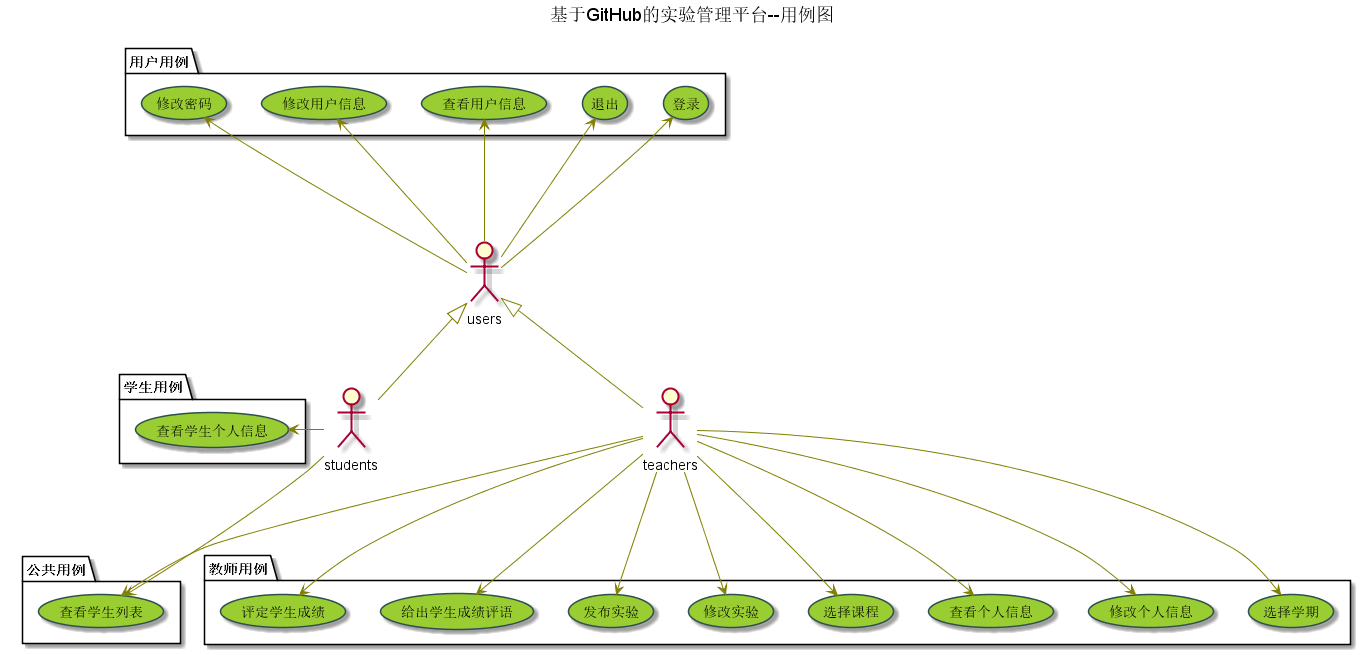 基于GitHub的实验管理平台--用例图
用户用例
修改密码
修改用户信息
查看用户信息
退出
登录
users
学生用例
查看学生个人信息
students
teachers
公共用例
查看学生列表
教师用例
评定学生成绩
给出学生成绩评语
发布实验
修改实验
选择课程
查看个人信息
修改个人信息
选择学期